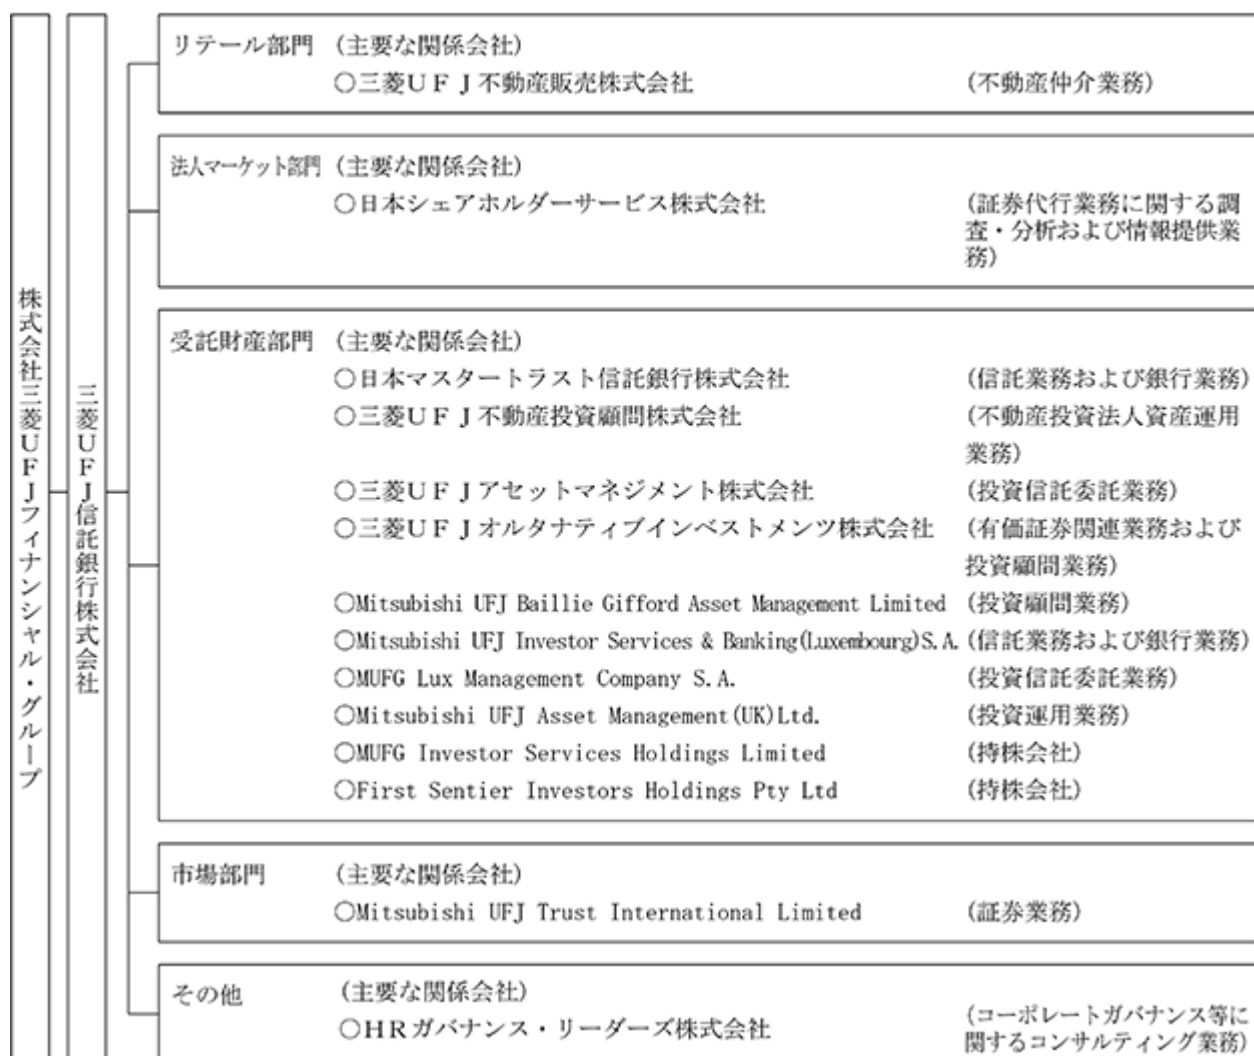 株式会社三菱ＵＦＪフィナンシャル・グループ
三菱ＵＦＪ信託銀行株式会社
リテール部門 (主要な関係会社)
○三菱ＵＦＪ不動産販売株式会社 (不動産仲介業務)
法人マーケット部門 (主要な関係会社)
○日本シェアホルダーサービス株式会社 (証券代行業務に関する調
査・分析および情報提供業
務)
受託財産部門 (主要な関係会社)
○日本マスタートラスト信託銀行株式会社 (信託業務および銀行業務)
○三菱ＵＦＪ不動産投資顧問株式会社 (不動産投資法人資産運用
業務)
○三菱ＵＦＪアセットマネジメント株式会社 (投資信託委託業務)
○三菱ＵＦＪオルタナティブインベストメンツ株式会社 (有価証券関連業務および
投資顧問業務)
○Mitsubishi UFJ Baillie Gifford Asset Management Limited (投資顧問業務)
○Mitsubishi UFJ Investor Services & Banking(Luxembourg)S.A. (信託業務および銀行業務)
○MUFG Lux Management Company S.A. (投資信託委託業務)
○Mitsubishi UFJ Asset Management(UK)Ltd. (投資運用業務)
○MUFG Investor Services Holdings Limited (持株会社)
○First Sentier Investors Holdings Pty Ltd (持株会社)
市場部門 (主要な関係会社)
○Mitsubishi UFJ Trust International Limited (証券業務)
その他 (主要な関係会社)
○ＨＲガバナンス・リーダーズ株式会社 (コーポレートガバナンス等に
関するコンサルティング業務)